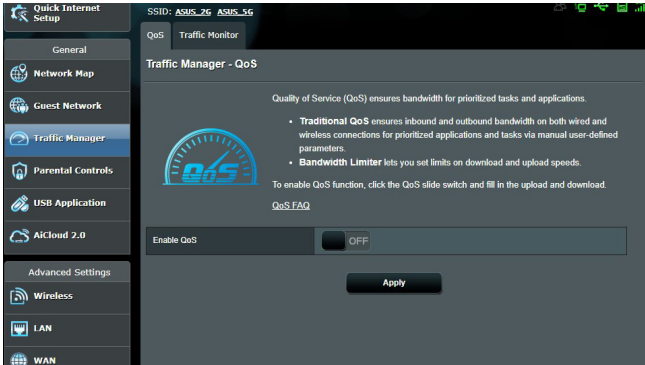 Quick Internet
Setup
SSID: ASUS_2G ASUS_5G
QoS Traffic Monitor
General
Network Map
Guest Network
Traffic Manager
Parental Controls
USB Application
AiCloud 2.0
Advanced Settings
Wireless
LAN
WAN
Traffic Manager - QoS
QoS
Quality of Service (QoS) ensures bandwidth for prioritized tasks and applications.
• Traditional QoS ensures inbound and outbound bandwidth on both wired and
wireless connections for prioritized applications and tasks via manual user-defined
parameters.
• Bandwidth Limiter lets you set limits on download and upload speeds.
To enable QoS function, click the QoS slide switch and fill in the upload and download.
QoS FAQ
Enable QoS OFF
Apply